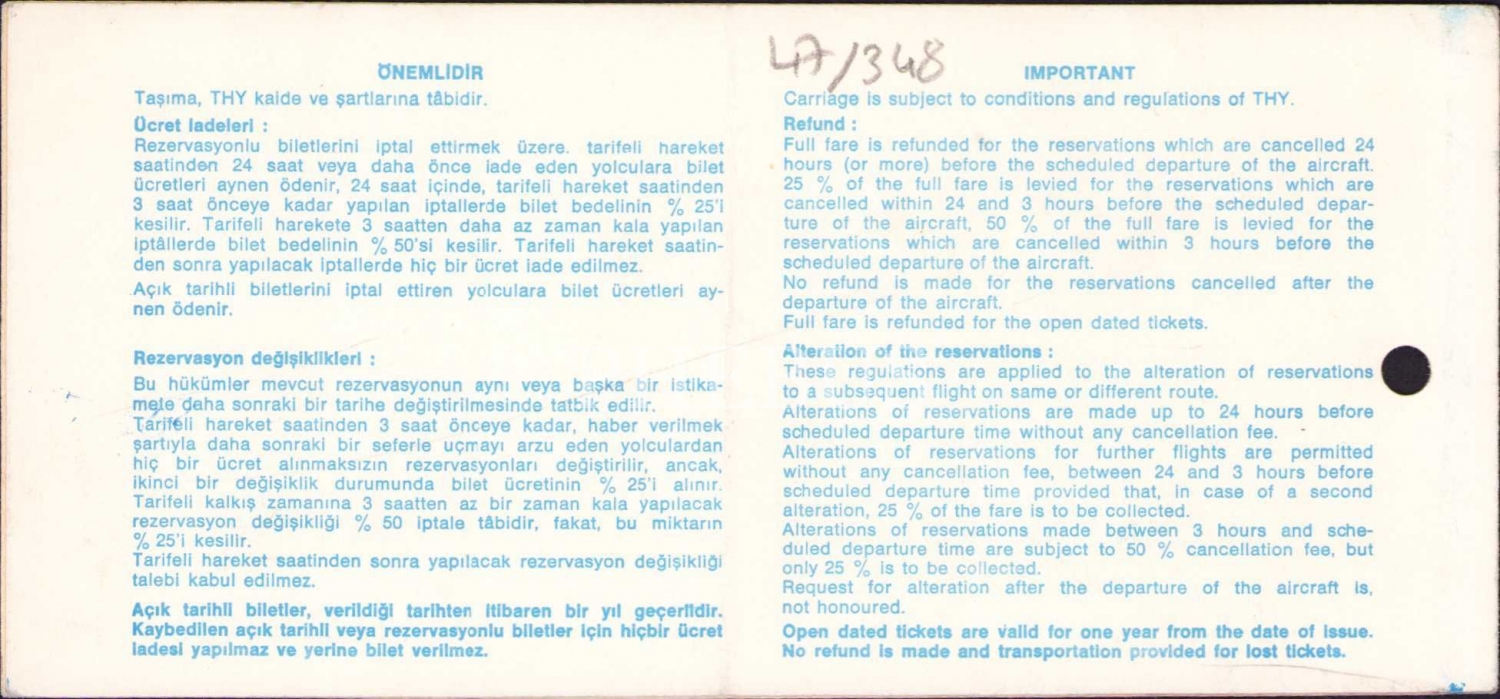 ÖNEMLİDİR
Taşıma, THY kaide ve şartlarına tâbidir.
Ücret İadeleri :
Rezervasyonlu biletlerini iptal ettirmek üzere. tarifeli hareket
saatinden 24 saat veya daha önce iade eden yolculara bilet
ücretleri aynen ödenir, 24 saat içinde, tarifeli hareket saatinden
3 saat önceye kadar yapılan iptallerde bilet bedelinin % 25'i
kesilir. Tarifeli harekete 3 saatten daha az zaman kala yapılan
iptâllerde bilet bedelinin % 50'si kesilir. Tarifeli hareket saatin-
den sonra yapılacak iptallerde hiç bir ücret iade edilmez.
Açık tarihli biletlerini iptal ettiren yolculara bilet ücretleri ay-
nen ödenir.
Rezervasyon değişiklikleri :
Bu hükümler mevcut rezervasyonun aynı veya başka bir istika-
mete daha sonraki bir tarihe değiştirilmesinde tatbik edilir.
Tarifeli hareket saatinden 3 saat önceye kadar, haber verilmek
şartıyla daha sonraki bir seferle uçmayı arzu eden yolculardan
hiç bir ücret alınmaksızın rezervasyonları değiştirilir, ancak,
ikinci bir değişiklik durumunda bilet ücretinin % 25'i alınır.
Tarifeli kalkış zamanına 3 saatten az bir zaman kala yapılacak
rezervasyon değişikliği % 50 iptale tâbidir, fakat, bu miktarın
% 25'i kesilir.
Tarifeli hareket saatinden sonra yapılacak rezervasyon değişikliği
talebi kabul edilmez.
Açık tarihli biletler, verildiği tarihten itibaren bir yıl geçerlidir.
Kaybedilen açık tarihli veya rezervasyonlu biletler için hiçbir ücret
iadesi yapılmaz ve yerine bilet verilmez.
47/348
IMPORTANT
Carriage is subject to conditions and regulations of THY.
Refund :
Full fare is refunded for the reservations which are cancelled 24
hours (or more) before the scheduled departure of the aircraft.
25 % of the full fare is levied for the reservations which are
cancelled within 24 and 3 hours before the scheduled depar-
ture of the aircraft, 50 % of the full fare is levied for the
reservations which are cancelled within 3 hours before the
scheduled departure of the aircraft.
No refund is made for the reservations cancelled after the
departure of the aircraft.
Full fare is refunded for the open dated tickets.
Alteration of the reservations :
These regulations are applied to the alteration of reservations
to a subsequent flight on same or different route.
Alterations of reservations are made up to 24 hours before
scheduled departure time without any cancellation fee.
Alterations of reservations for further flights are permitted
without any cancellation fee, between 24 and 3 hours before
scheduled departure time provided that, in case of a second
alteration, 25 % of the fare is to be collected.
Alterations of reservations made between 3 hours and sche-
duled departure time are subject to 50 % cancellation fee, but
only 25 % is to be collected.
Request for alteration after the departure of the aircraft is,
not honoured.
Open dated tickets are valid for one year from the date of issue.
No refund is made and transportation provided for lost tickets.